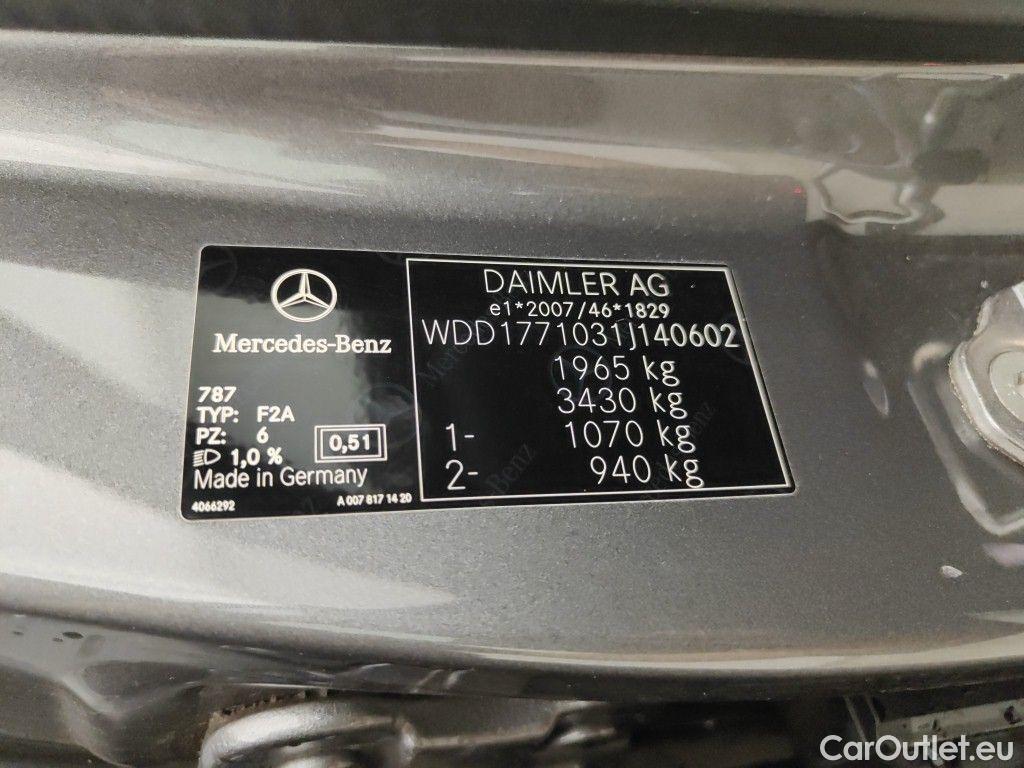 Mercedes-Benz
787
TYP: F2A
PZ: 6
1,0 %
0,51
Made in Germany
4066292
A 007 817 14 20
DAIMLER AG
e1*2007/46*1829
WDD1771031J140602
1965 kg
3430 kg
1- 1070 kg
2- 940 kg
CarOutlet.eu